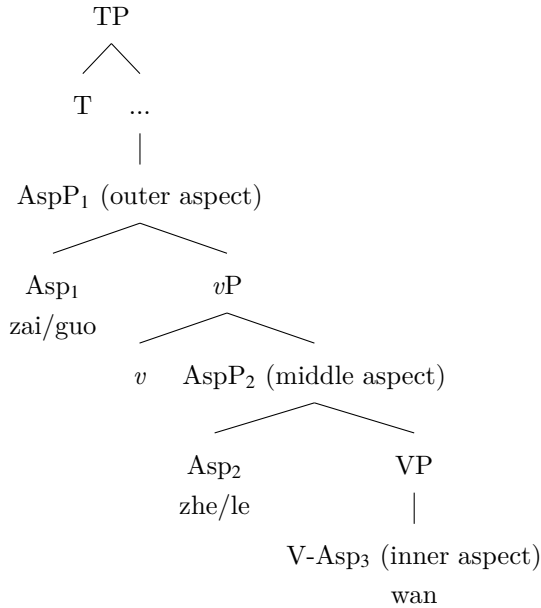 TP
T ...
AspP₁ (outer aspect)
Asp₁ vP
zai/guo
v AspP₂ (middle aspect)
Asp₂ VP
zhe/le
V-Asp₃ (inner aspect)
wan